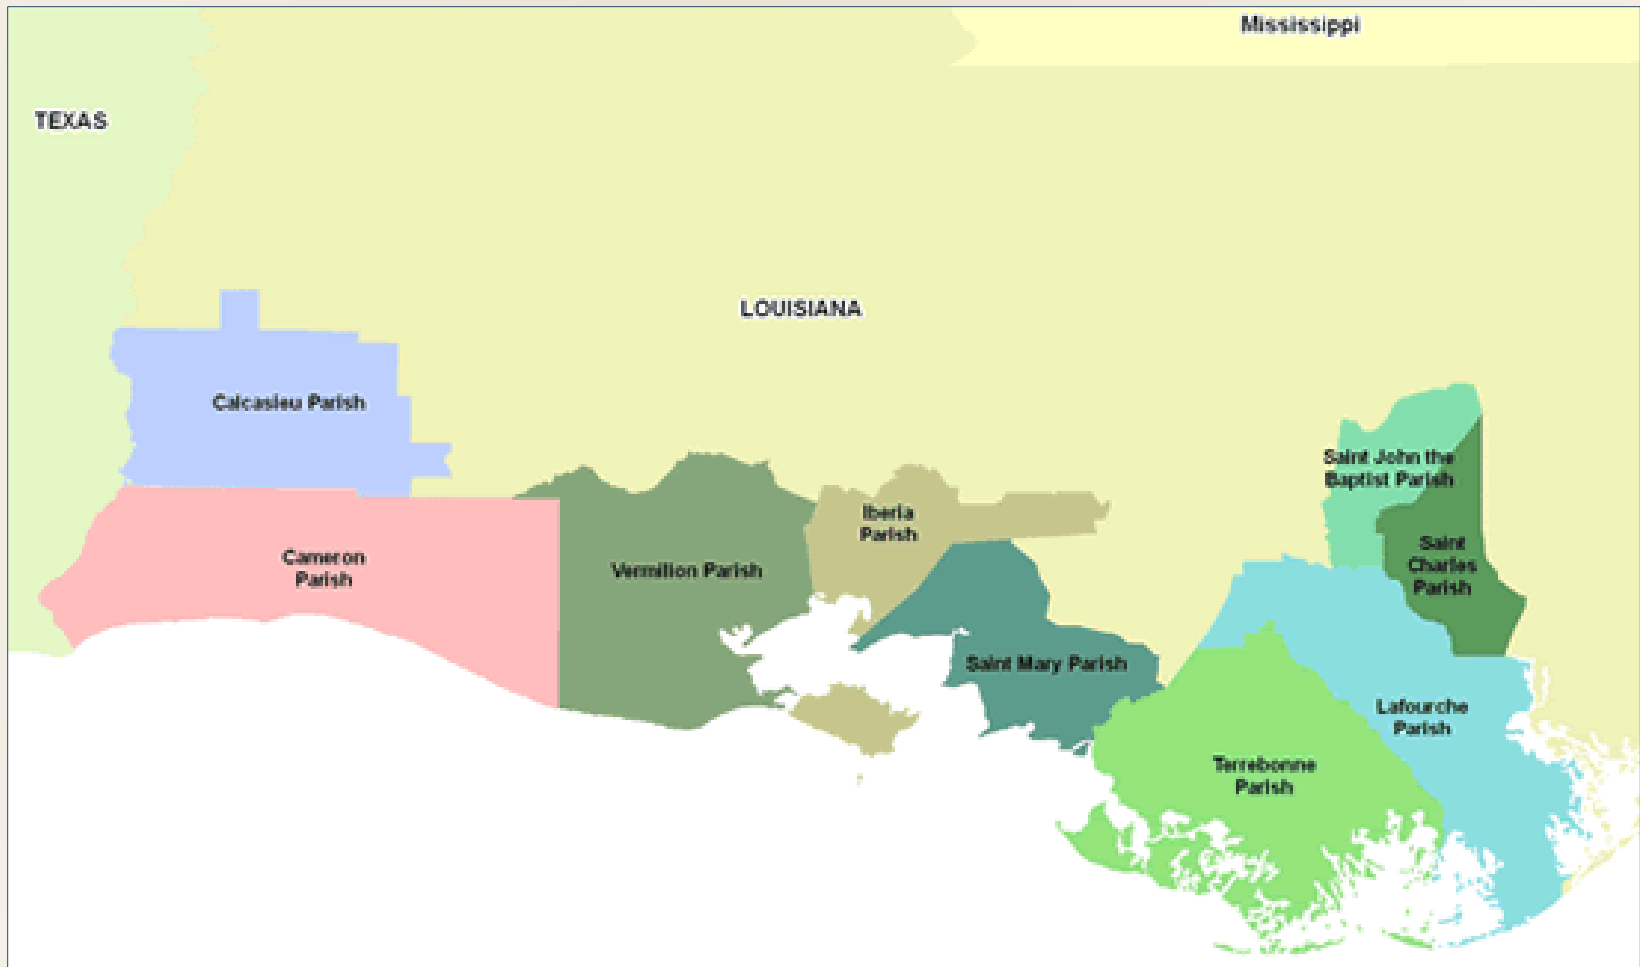 Mississippi
TEXAS
LOUISIANA
Calcasieu Parish
Saint John the
Baptist Parish
Iberia
Parish
Cameron
Parish
Vermilion Parish
Saint
Charles
Parish
Saint Mary Parish
Lafourche
Parish
Terrebonne
Parish